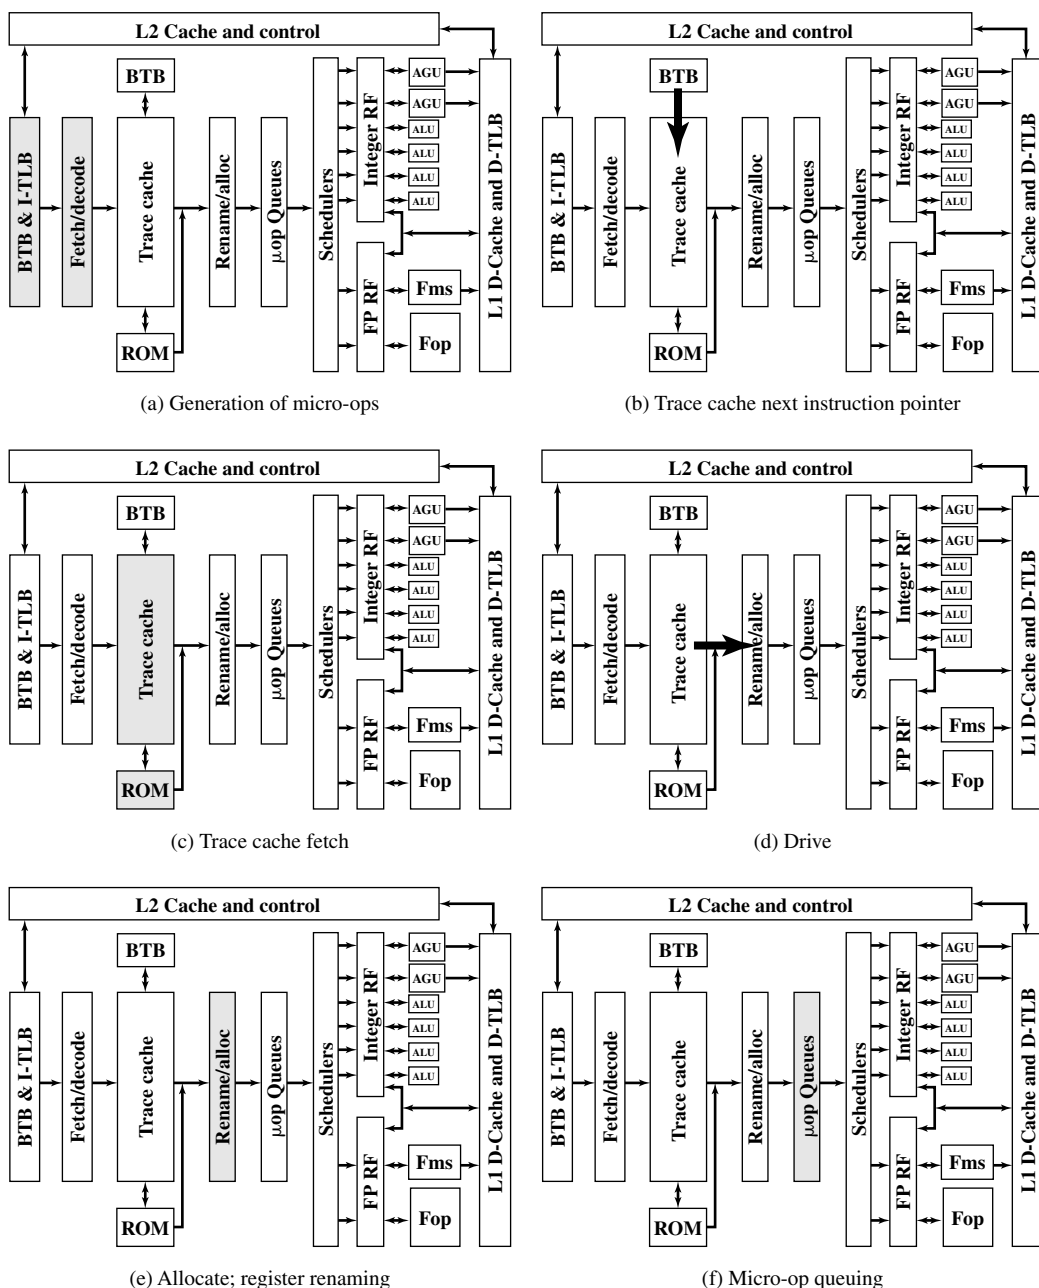 L2 Cache and control
BTB
BTB & I-TLB
Fetch/decode
Trace cache
ROM
Rename/alloc
μop Queues
Schedulers
Integer RF
FP RF
AGU
AGU
ALU
ALU
ALU
ALU
Fms
Fop
L1 D-Cache and D-TLB
(a) Generation of micro-ops
L2 Cache and control
BTB
BTB & I-TLB
Fetch/decode
Trace cache
ROM
Rename/alloc
μop Queues
Schedulers
Integer RF
FP RF
AGU
AGU
ALU
ALU
ALU
ALU
Fms
Fop
L1 D-Cache and D-TLB
(b) Trace cache next instruction pointer
L2 Cache and control
BTB
BTB & I-TLB
Fetch/decode
Trace cache
ROM
Rename/alloc
μop Queues
Schedulers
Integer RF
FP RF
AGU
AGU
ALU
ALU
ALU
ALU
Fms
Fop
L1 D-Cache and D-TLB
(c) Trace cache fetch
L2 Cache and control
BTB
BTB & I-TLB
Fetch/decode
Trace cache
ROM
Rename/alloc
μop Queues
Schedulers
Integer RF
FP RF
AGU
AGU
ALU
ALU
ALU
ALU
Fms
Fop
L1 D-Cache and D-TLB
(d) Drive
L2 Cache and control
BTB
BTB & I-TLB
Fetch/decode
Trace cache
ROM
Rename/alloc
μop Queues
Schedulers
Integer RF
FP RF
AGU
AGU
ALU
ALU
ALU
ALU
Fms
Fop
L1 D-Cache and D-TLB
(e) Allocate; register renaming
L2 Cache and control
BTB
BTB & I-TLB
Fetch/decode
Trace cache
ROM
Rename/alloc
μop Queues
Schedulers
Integer RF
FP RF
AGU
AGU
ALU
ALU
ALU
ALU
Fms
Fop
L1 D-Cache and D-TLB
(f) Micro-op queuing